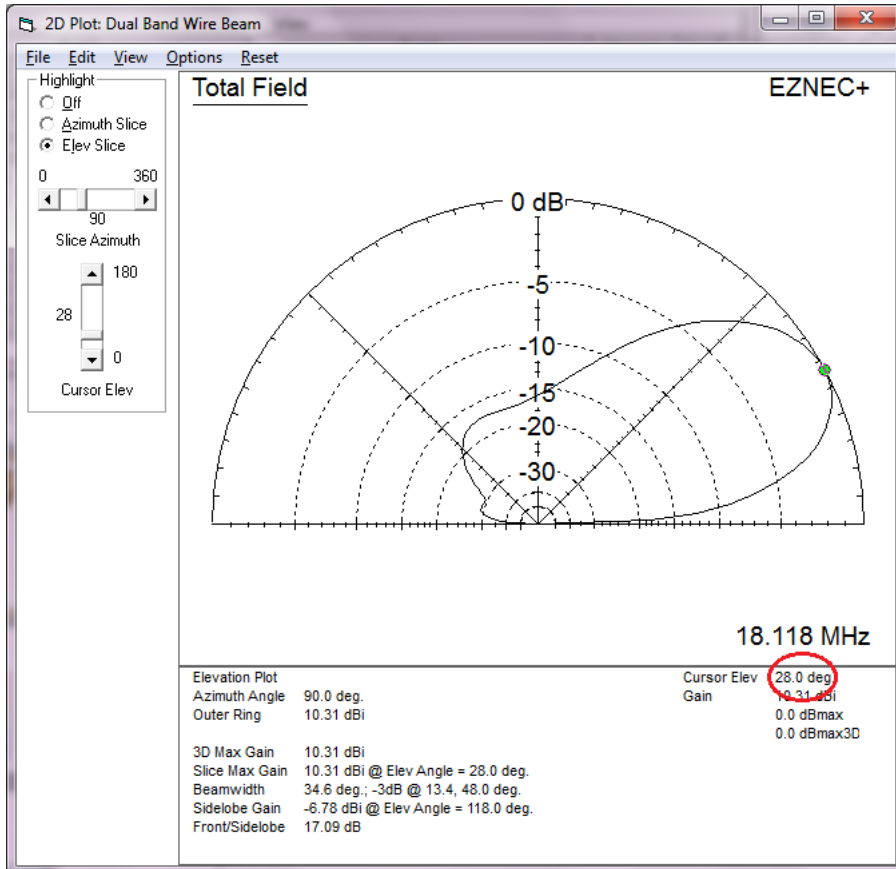 2D Plot: Dual Band Wire Beam
File Edit View Options Reset
Highlight
Off
Azimuth Slice
Elev Slice
0 360
90
Slice Azimuth
180
28
0
Cursor Elev
Total Field EZNEC+
0 dB
-5
-10
-15
-20
-30
18.118 MHz
Elevation Plot Cursor Elev 28.0 deg.
Azimuth Angle 90.0 deg. Gain 10.31 dBi
Outer Ring 10.31 dBi 0.0 dBmax
0.0 dBmax3D
3D Max Gain 10.31 dBi
Slice Max Gain 10.31 dBi @ Elev Angle = 28.0 deg.
Beamwidth 34.6 deg.; -3dB @ 13.4, 48.0 deg.
Sidelobe Gain -6.78 dBi @ Elev Angle = 118.0 deg.
Front/Sidelobe 17.09 dB